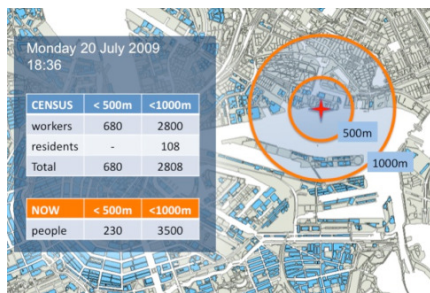 Monday 20 July 2009
18:36
CENSUS < 500m <1000m
workers 680 2800
residents - 108
Total 680 2808
NOW < 500m <1000m
people 230 3500
500m
1000m